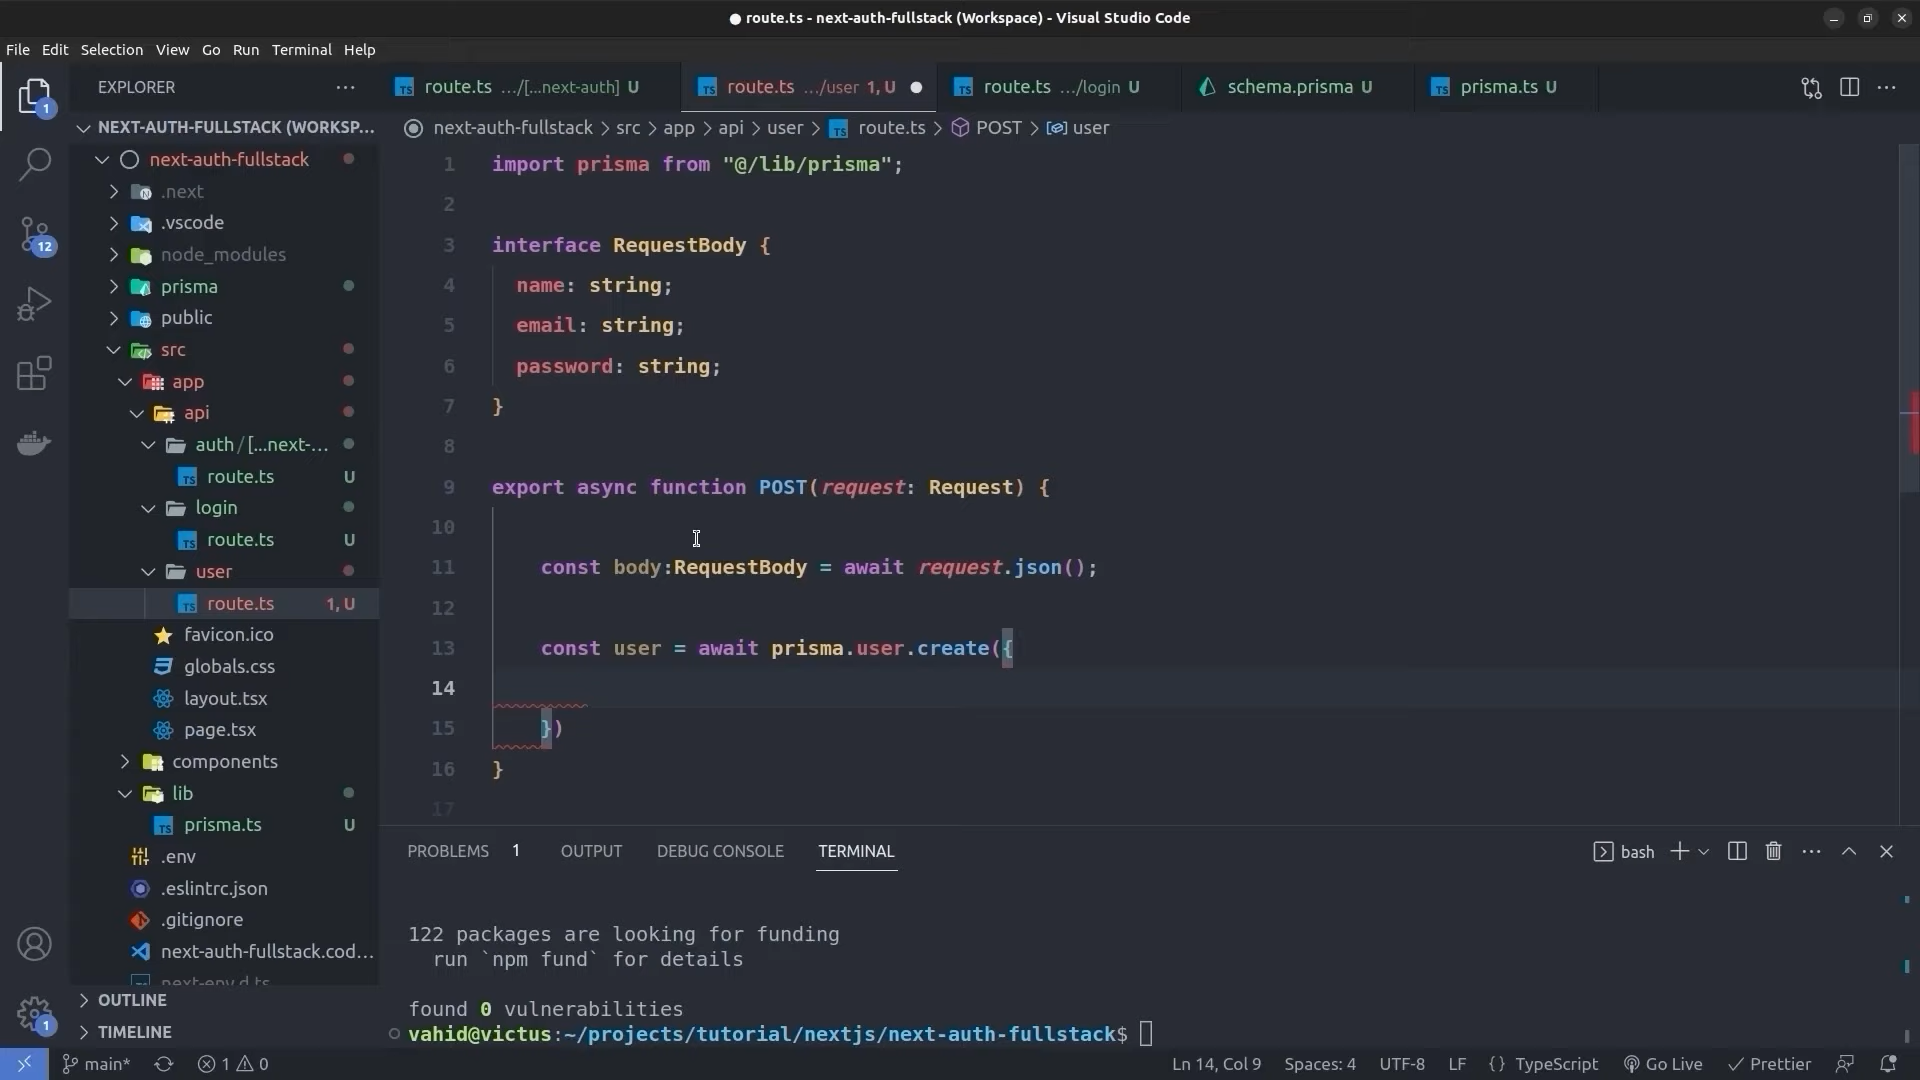 route.ts - next-auth-fullstack (Workspace) - Visual Studio Code
File Edit Selection View Go Run Terminal Help
EXPLORER
NEXT-AUTH-FULLSTACK (WORKSP...
next-auth-fullstack
.next
.vscode
node_modules
prisma
public
src
app
api
auth/[...next-...
route.ts U
login
route.ts U
user
route.ts 1, U
favicon.ico
globals.css
layout.tsx
page.tsx
components
lib
prisma.ts U
.env
.eslintrc.json
.gitignore
next-auth-fullstack.cod...
next-env.d.ts
OUTLINE
TIMELINE
1
12
1
route.ts .../[...next-auth] U
route.ts .../user 1, U
route.ts .../login U
schema.prisma U
prisma.ts U
next-auth-fullstack > src > app > api > user > route.ts > POST > user
1 import prisma from "@/lib/prisma";
2
3 interface RequestBody {
4 name: string;
5 email: string;
6 password: string;
7 }
8
9 export async function POST(request: Request) {
10
11 const body:RequestBody = await request.json();
12
13 const user = await prisma.user.create({
14
15 })
16 }
17
PROBLEMS 1 OUTPUT DEBUG CONSOLE TERMINAL
bash
122 packages are looking for funding
run `npm fund` for details
found 0 vulnerabilities
vahid@victus:~/projects/tutorial/nextjs/next-auth-fullstack$
main* 1 0 Ln 14, Col 9 Spaces: 4 UTF-8 LF {} TypeScript Go Live Prettier